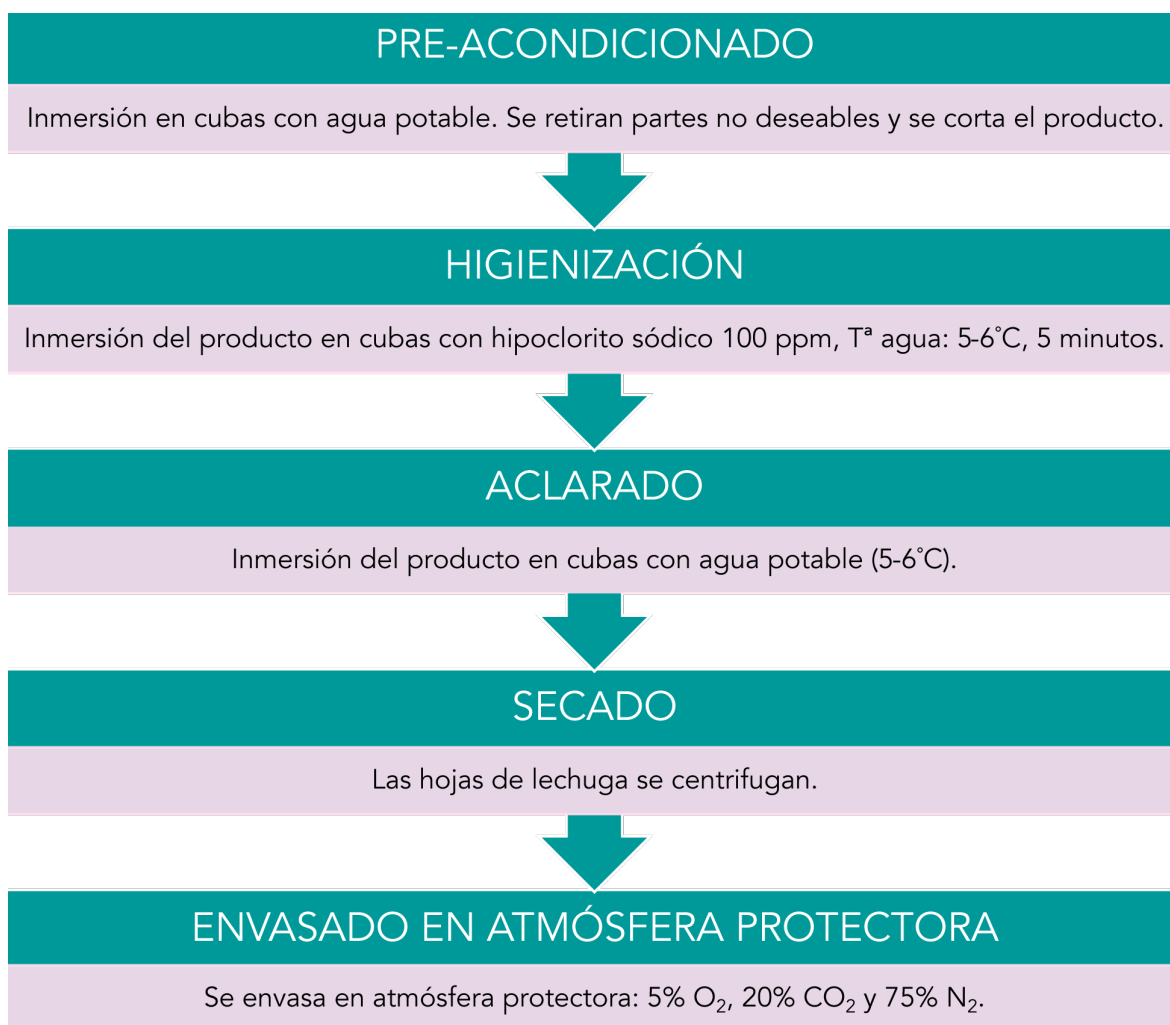 PRE-ACONDICIONADO
Inmersión en cubas con agua potable. Se retiran partes no deseables y se corta el producto.
HIGIENIZACIÓN
Inmersión del producto en cubas con hipoclorito sódico 100 ppm, Tª agua: 5-6°C, 5 minutos.
ACLARADO
Inmersión del producto en cubas con agua potable (5-6°C).
SECADO
Las hojas de lechuga se centrifugan.
ENVASADO EN ATMÓSFERA PROTECTORA
Se envasa en atmósfera protectora: 5% O₂, 20% CO₂ y 75% N₂.